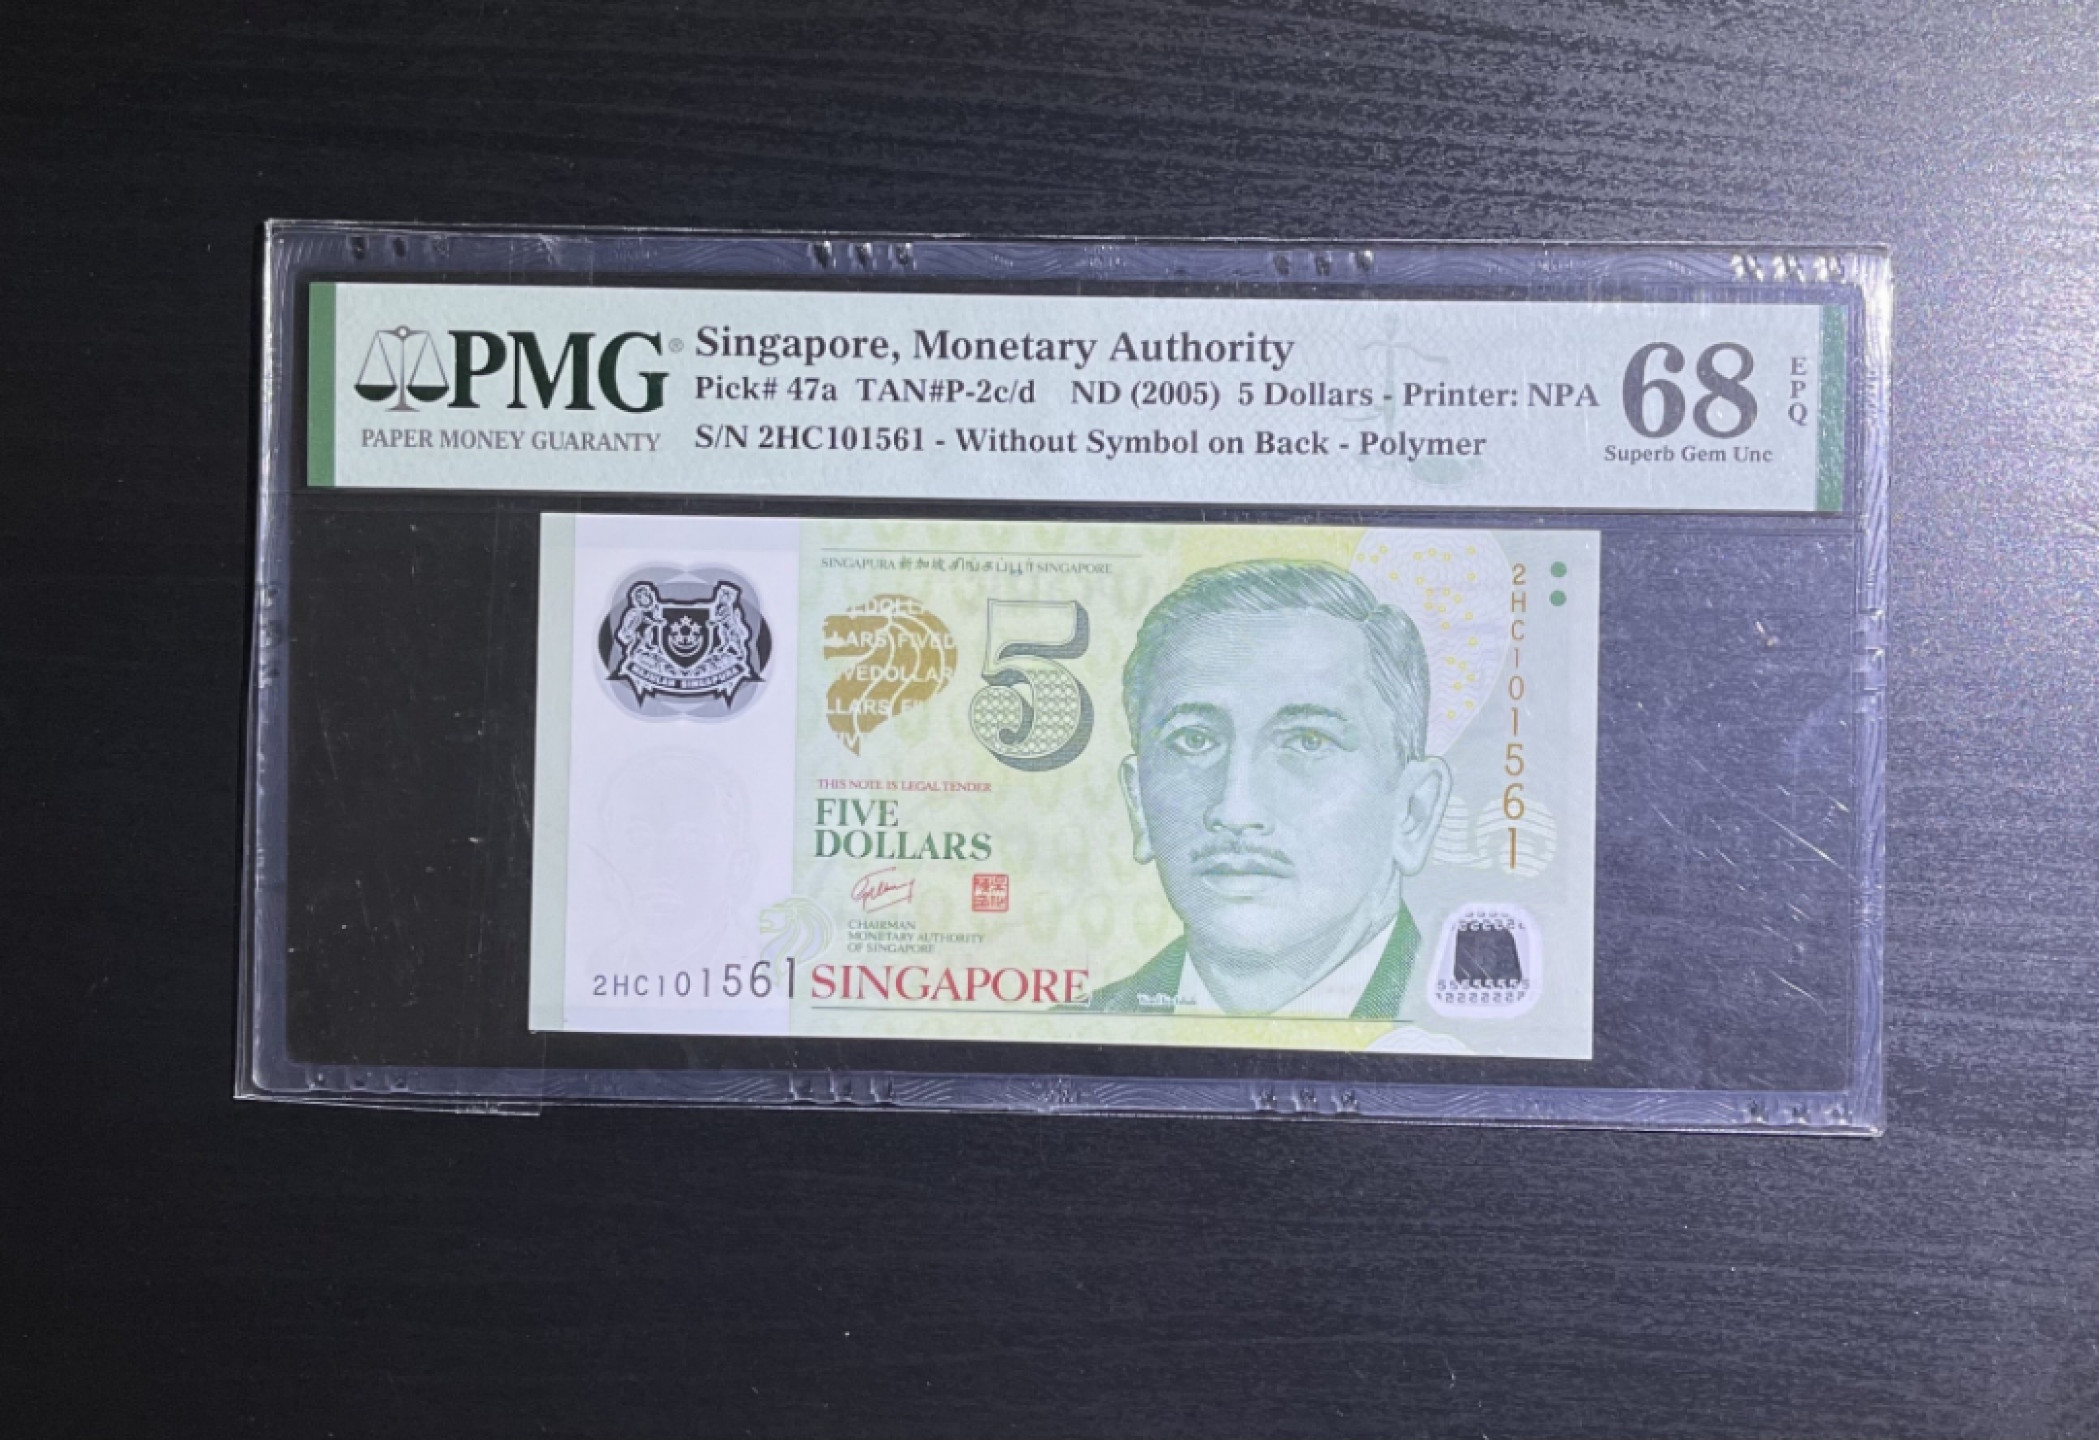 PMG®
PAPER MONEY GUARANTY
Singapore, Monetary Authority
Pick# 47a TAN#P-2c/d ND (2005) 5 Dollars - Printer: NPA
S/N 2HC101561 - Without Symbol on Back - Polymer
68
EPQ
Superb Gem Unc
SINGAPURA 新加坡 சிங்கப்பூர் SINGAPORE
MAJULAH SINGAPURA
5
2HC101561
THIS NOTE IS LEGAL TENDER
FIVE
DOLLARS
CHAIRMAN
MONETARY AUTHORITY
OF SINGAPORE
2HC101561
SINGAPORE